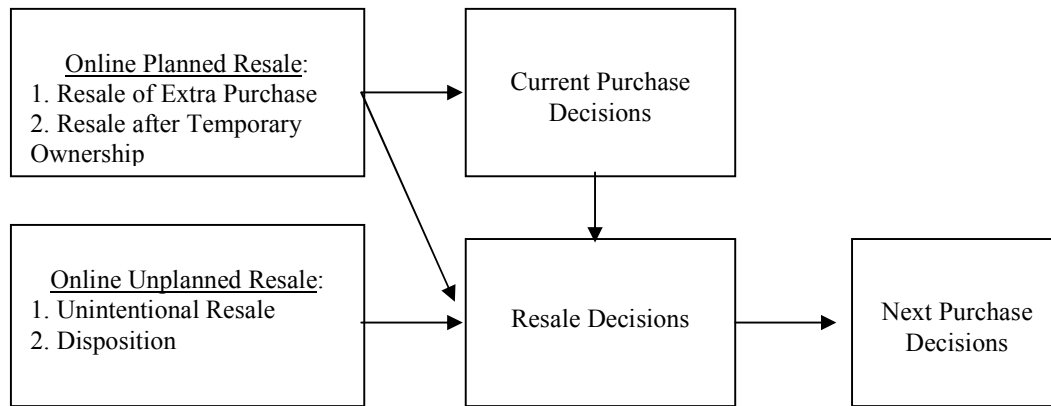 Online Planned Resale:
1. Resale of Extra Purchase
2. Resale after Temporary
Ownership
Current Purchase
Decisions
Online Unplanned Resale:
1. Unintentional Resale
2. Disposition
Resale Decisions
Next Purchase
Decisions